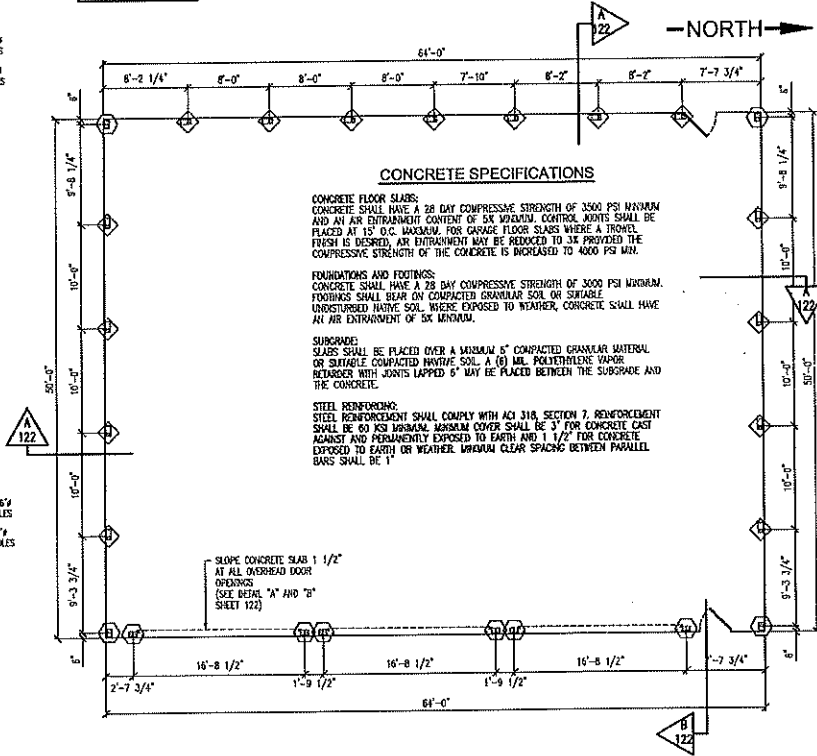 A
122
NORTH
64'-0"
8'-2 1/4"
8'-0"
8'-0"
8'-0"
7'-10"
8'-2"
8'-2"
7'-7 3/4"
6"
6"
9'-8 1/4"
9'-8 1/4"
CONCRETE SPECIFICATIONS
CONCRETE FLOOR SLABS:
CONCRETE SHALL HAVE A 28 DAY COMPRESSIVE STRENGTH OF 3500 PSI MINIMUM
AND AN AIR ENTRAINMENT CONTENT OF 5% MINIMUM. CONTROL JOINTS SHALL BE
PLACED AT 15' O.C. MAXIMUM. FOR GARAGE FLOOR SLABS WHERE A TROWEL
FINISH IS DESIRED, AIR ENTRAINMENT MAY BE REDUCED TO 3% PROVIDED THE
COMPRESSIVE STRENGTH OF THE CONCRETE IS INCREASED TO 4000 PSI MIN.
FOUNDATIONS AND FOOTINGS:
CONCRETE SHALL HAVE A 28 DAY COMPRESSIVE STRENGTH OF 3000 PSI MINIMUM.
FOOTINGS SHALL BEAR ON COMPACTED GRANULAR SOIL OR SUITABLE
UNDISTURBED NATIVE SOIL. WHERE EXPOSED TO WEATHER, CONCRETE SHALL HAVE
AN AIR ENTRAINMENT OF 5% MINIMUM.
SUBGRADE:
SLABS SHALL BE PLACED OVER A MINIMUM 5" COMPACTED GRANULAR MATERIAL
OR SUITABLE COMPACTED NATIVE SOIL. A (6) MIL. POLYETHYLENE VAPOR
RETARDER WITH JOINTS LAPPED 6" MAY BE PLACED BETWEEN THE SUBGRADE AND
THE CONCRETE.
STEEL REINFORCING:
STEEL REINFORCEMENT SHALL COMPLY WITH ACI 318, SECTION 7. REINFORCEMENT
SHALL BE 60 KSI MINIMUM. MINIMUM COVER SHALL BE 3" FOR CONCRETE CAST
AGAINST AND PERMANENTLY EXPOSED TO EARTH AND 1 1/2" FOR CONCRETE
EXPOSED TO EARTH OR WEATHER. MINIMUM CLEAR SPACING BETWEEN PARALLEL
BARS SHALL BE 1"
10'-0"
10'-0"
10'-0"
50'-0"
9'-3 3/4"
6"
10'-0"
10'-0"
10'-0"
50'-0"
9'-3 3/4"
6"
A
122
A
122
SLOPE CONCRETE SLAB 1 1/2"
AT ALL OVERHEAD DOOR
OPENINGS
(SEE DETAIL "A" AND "B"
SHEET 122)
2'-7 3/4"
16'-8 1/2"
1'-9 1/2"
16'-8 1/2"
1'-9 1/2"
16'-8 1/2"
'-7 3/4"
64'-0"
B
122